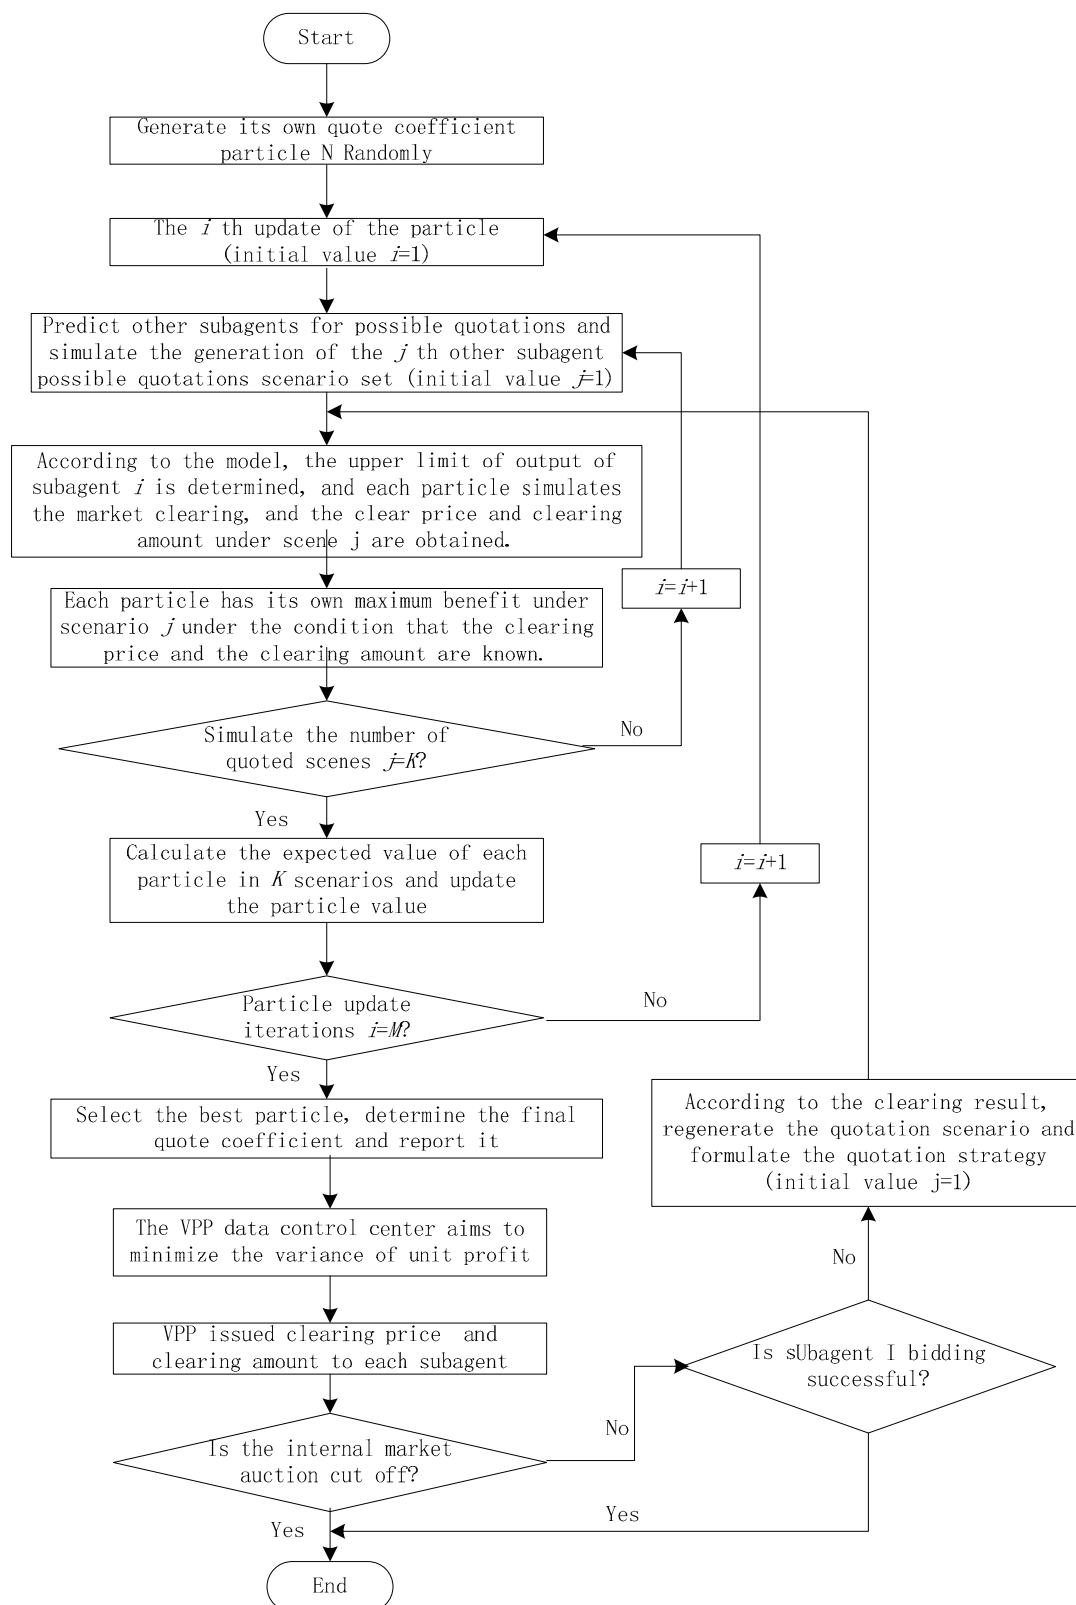 Start
Generate its own quote coefficient
particle N Randomly
The i th update of the particle
(initial value i=1)
Predict other subagents for possible quotations and
simulate the generation of the j th other subagent
possible quotations scenario set (initial value j=1)
According to the model, the upper limit of output of
subagent i is determined, and each particle simulates
the market clearing, and the clear price and clearing
amount under scene j are obtained.
i=i+1
Each particle has its own maximum benefit under
scenario j under the condition that the clearing
price and the clearing amount are known.
No
Simulate the number of
quoted scenes j=K?
Yes
Calculate the expected value of each
particle in K scenarios and update
the particle value
i=i+1
Particle update
iterations i=M?
No
Yes
Select the best particle, determine the final
quote coefficient and report it
According to the clearing result,
regenerate the quotation scenario and
formulate the quotation strategy
(initial value j=1)
The VPP data control center aims to
minimize the variance of unit profit
No
VPP issued clearing price and
clearing amount to each subagent
Is sUbagent I bidding
successful?
No
Is the internal market
auction cut off?
Yes
Yes
End